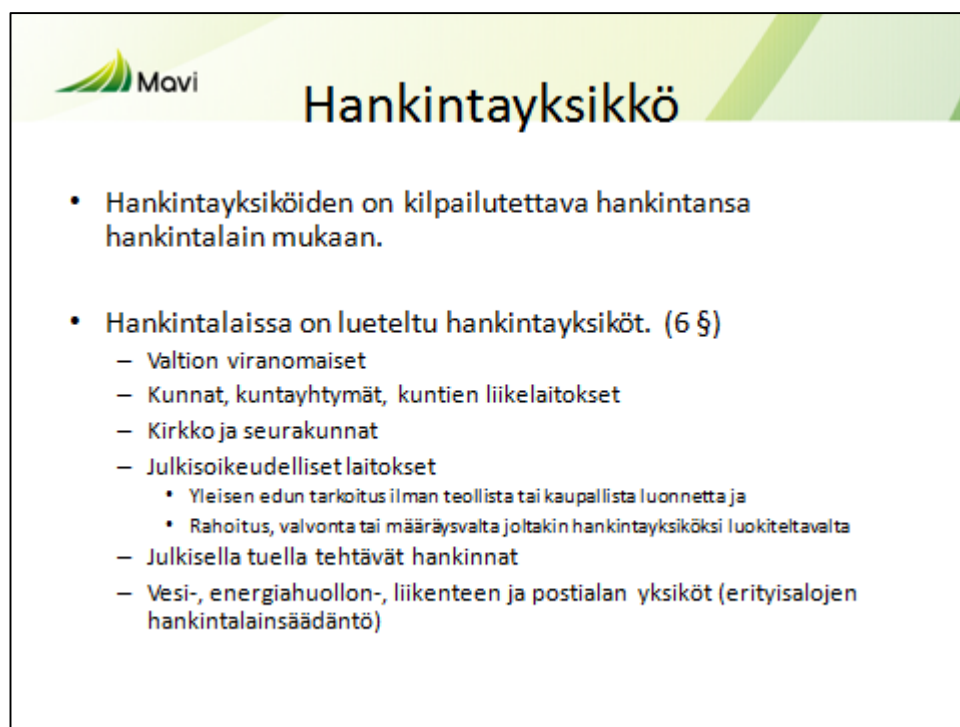 Mavi
Hankintayksikkö
• Hankintayksiköiden on kilpailutettava hankintansa
hankintalain mukaan.
• Hankintalaissa on lueteltu hankintayksiköt. (6 §)
– Valtion viranomaiset
– Kunnat, kuntayhtymät, kuntien liikelaitokset
– Kirkko ja seurakunnat
– Julkisoikeudelliset laitokset
• Yleisen edun tarkoitus ilman teollista tai kaupallista luonnetta ja
• Rahoitus, valvonta tai määräysvalta joltakin hankintayksiköksi luokiteltavalta
– Julkisella tuella tehtävät hankinnat
– Vesi-, energiahuollon-, liikenteen ja postialan yksiköt (erityisalojen
hankintalainsäädäntö)